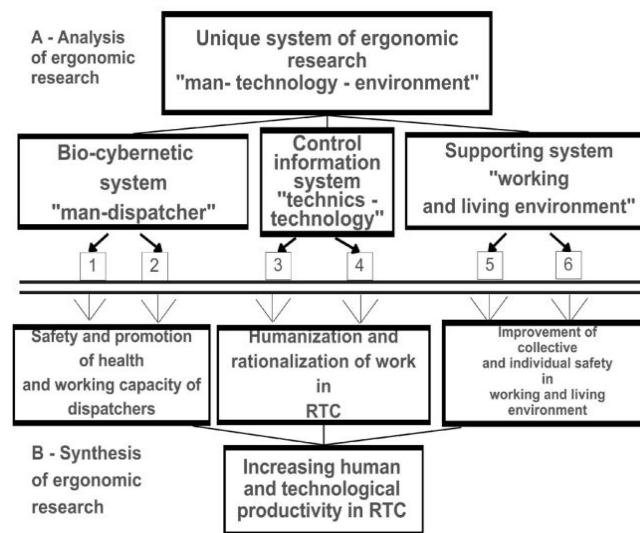 A - Analysis
of ergonomic
research
Unique system of ergonomic
research
"man- technology - environment"
Bio-cybernetic
system
"man-dispatcher"
Control
information
system
"technics -
technology"
Supporting system
"working
and living environment"
1
2
3
4
5
6
Safety and promotion
of health
and working capacity of
dispatchers
Humanization and
rationalization of work
in
RTC
Improvement of
collective
and individual safety
in
working and living
environment
B - Synthesis
of ergonomic
research
Increasing human
and technological
productivity in RTC